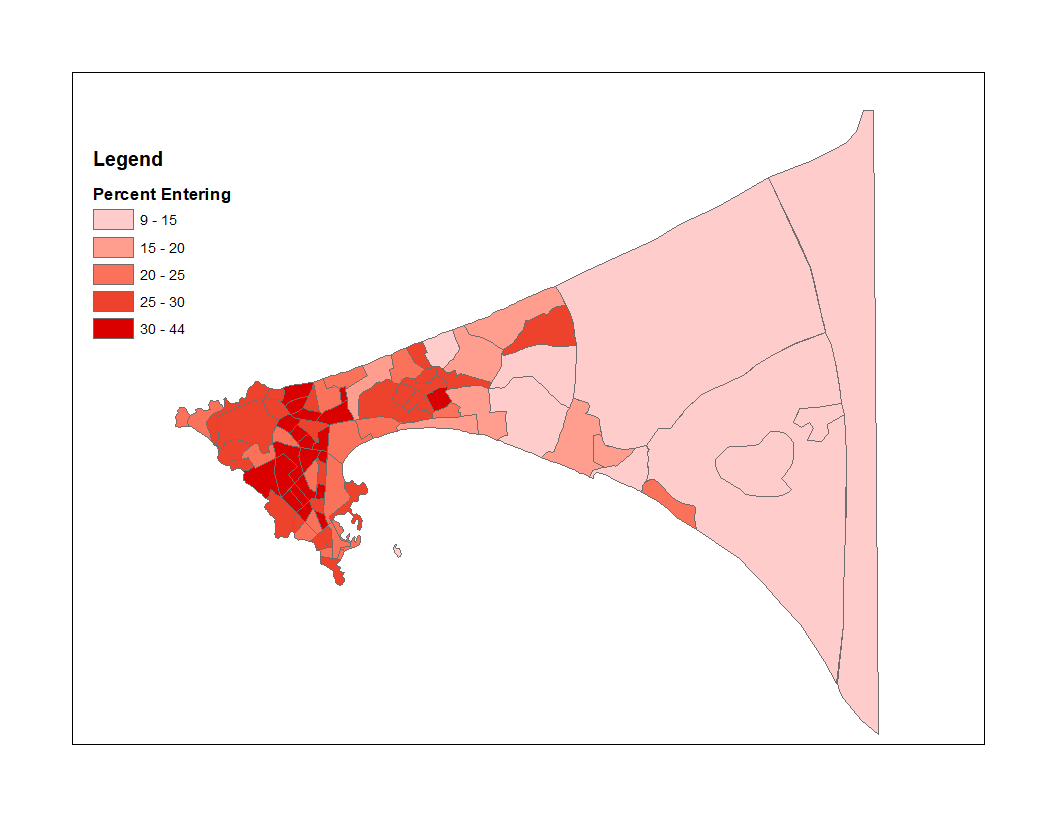 Legend
Percent Entering
9 - 15
15 - 20
20 - 25
25 - 30
30 - 44